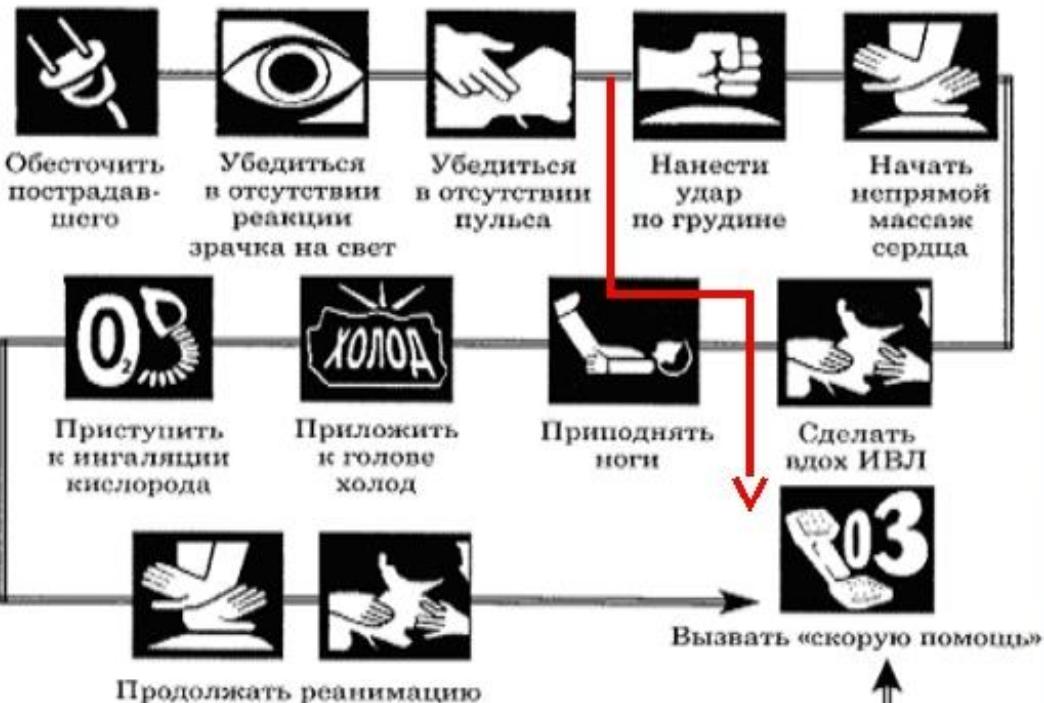 Обесточить
пострадав-
шего
Убедиться
в отсутствии
реакции
зрачка на свет
Убедиться
в отсутствии
пульса
Нанести
удар
по грудине
Начать
непрямой
массаж
сердца
O2
ХОЛОД
Приступить
к ингаляции
кислорода
Приложить
к голове
холод
Приподнять
ноги
Сделать
вдох ИВЛ
03
Вызвать «скорую помощь»
Продолжать реанимацию